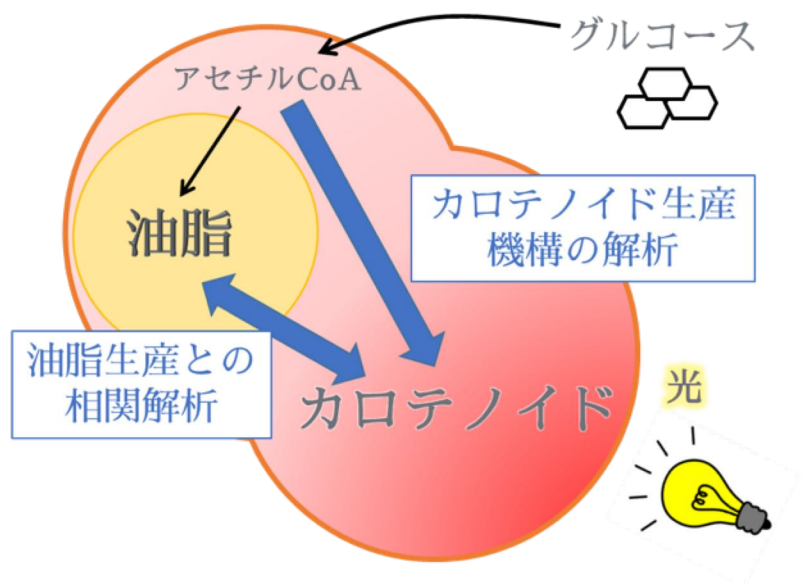 グルコース
アセチルCoA
油脂
カロテノイド生産
機構の解析
油脂生産との
相関解析
カロテノイド
光